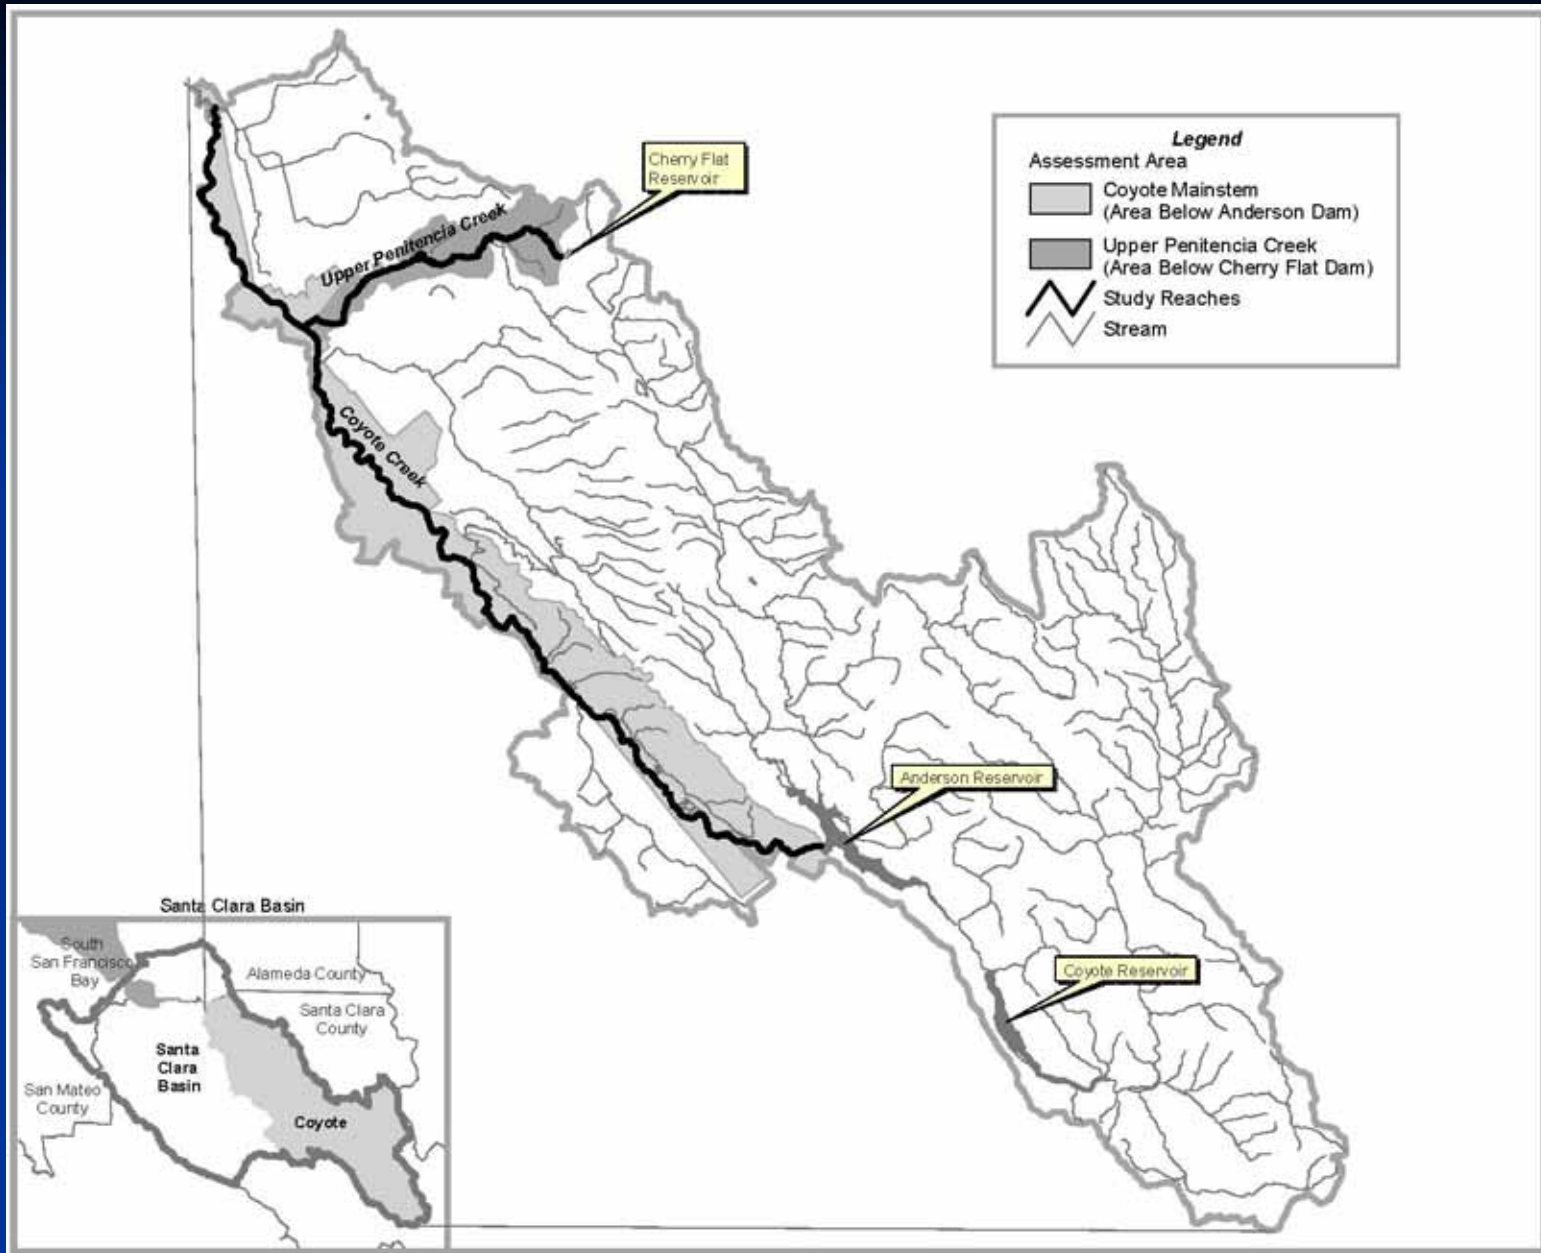 Legend
Assessment Area
Coyote Mainstem
(Area Below Anderson Dam)
Upper Penitencia Creek
(Area Below Cherry Flat Dam)
Study Reaches
Stream
Cherry Flat
Reservoir
Upper Penitencia Creek
Coyote Creek
Anderson Reservoir
Coyote Reservoir
Santa Clara Basin
South
San Francisco
Bay
Alameda County
Santa Clara
County
Santa
Clara
Basin
San Mateo
County
Coyote